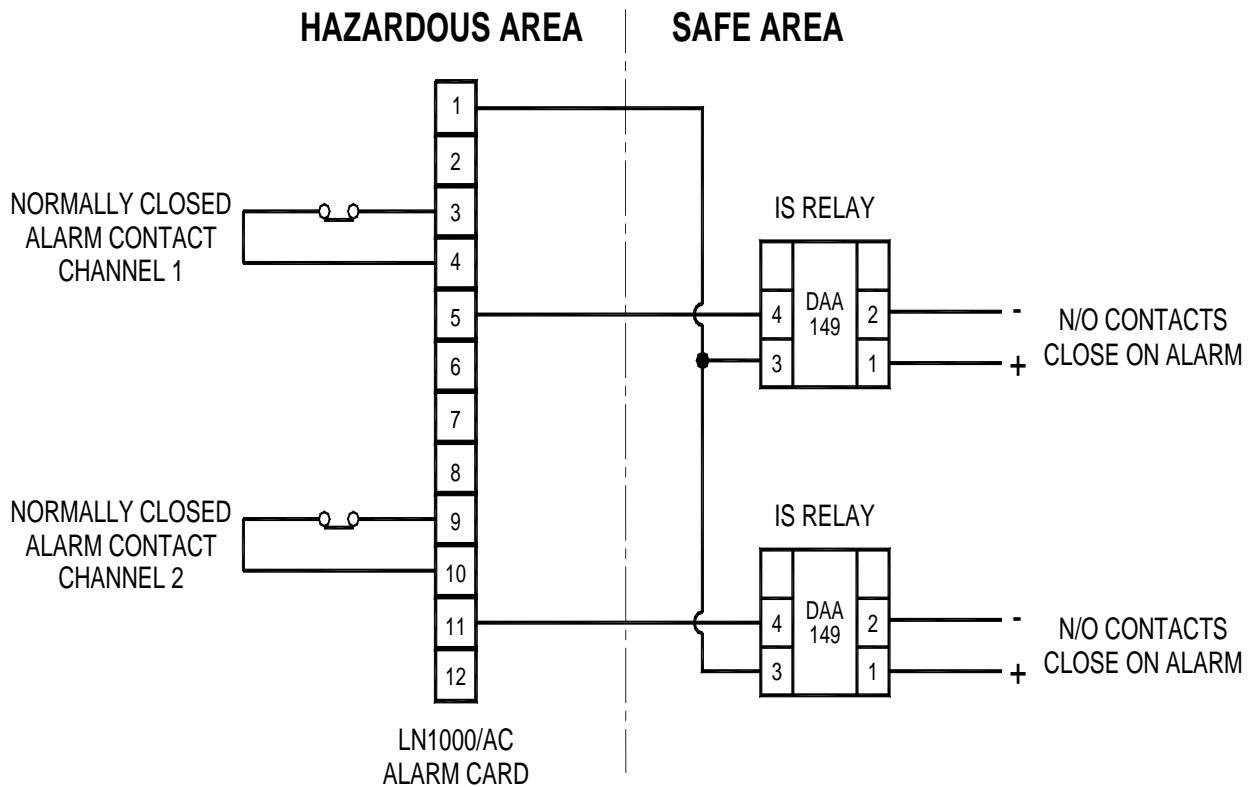 HAZARDOUS AREA
SAFE AREA
1
2
3
4
5
6
7
8
9
10
11
12
NORMALLY CLOSED
ALARM CONTACT
CHANNEL 1
NORMALLY CLOSED
ALARM CONTACT
CHANNEL 2
LN1000/AC
ALARM CARD
IS RELAY
4
3
DAA
149
2
1
-
+
N/O CONTACTS
CLOSE ON ALARM
IS RELAY
4
3
DAA
149
2
1
-
+
N/O CONTACTS
CLOSE ON ALARM